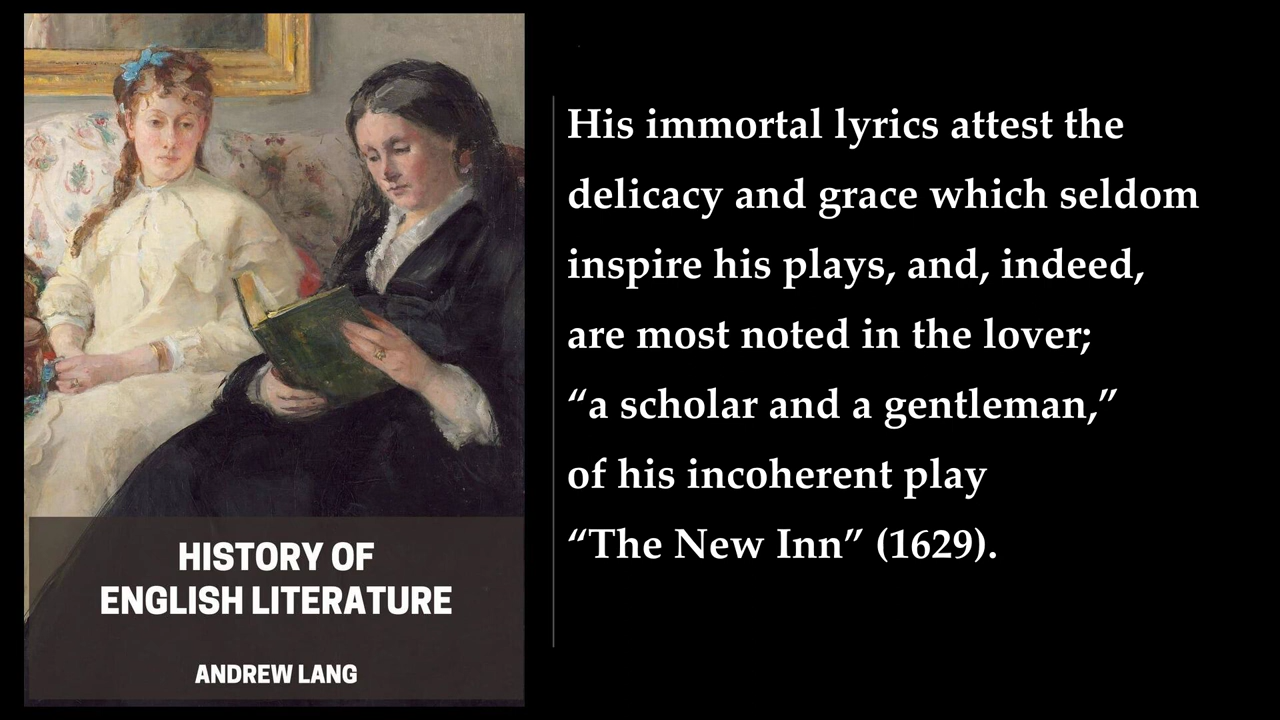 HISTORY OF
ENGLISH LITERATURE
ANDREW LANG
His immortal lyrics attest the
delicacy and grace which seldom
inspire his plays, and, indeed,
are most noted in the lover;
“a scholar and a gentleman,”
of his incoherent play
“The New Inn” (1629).